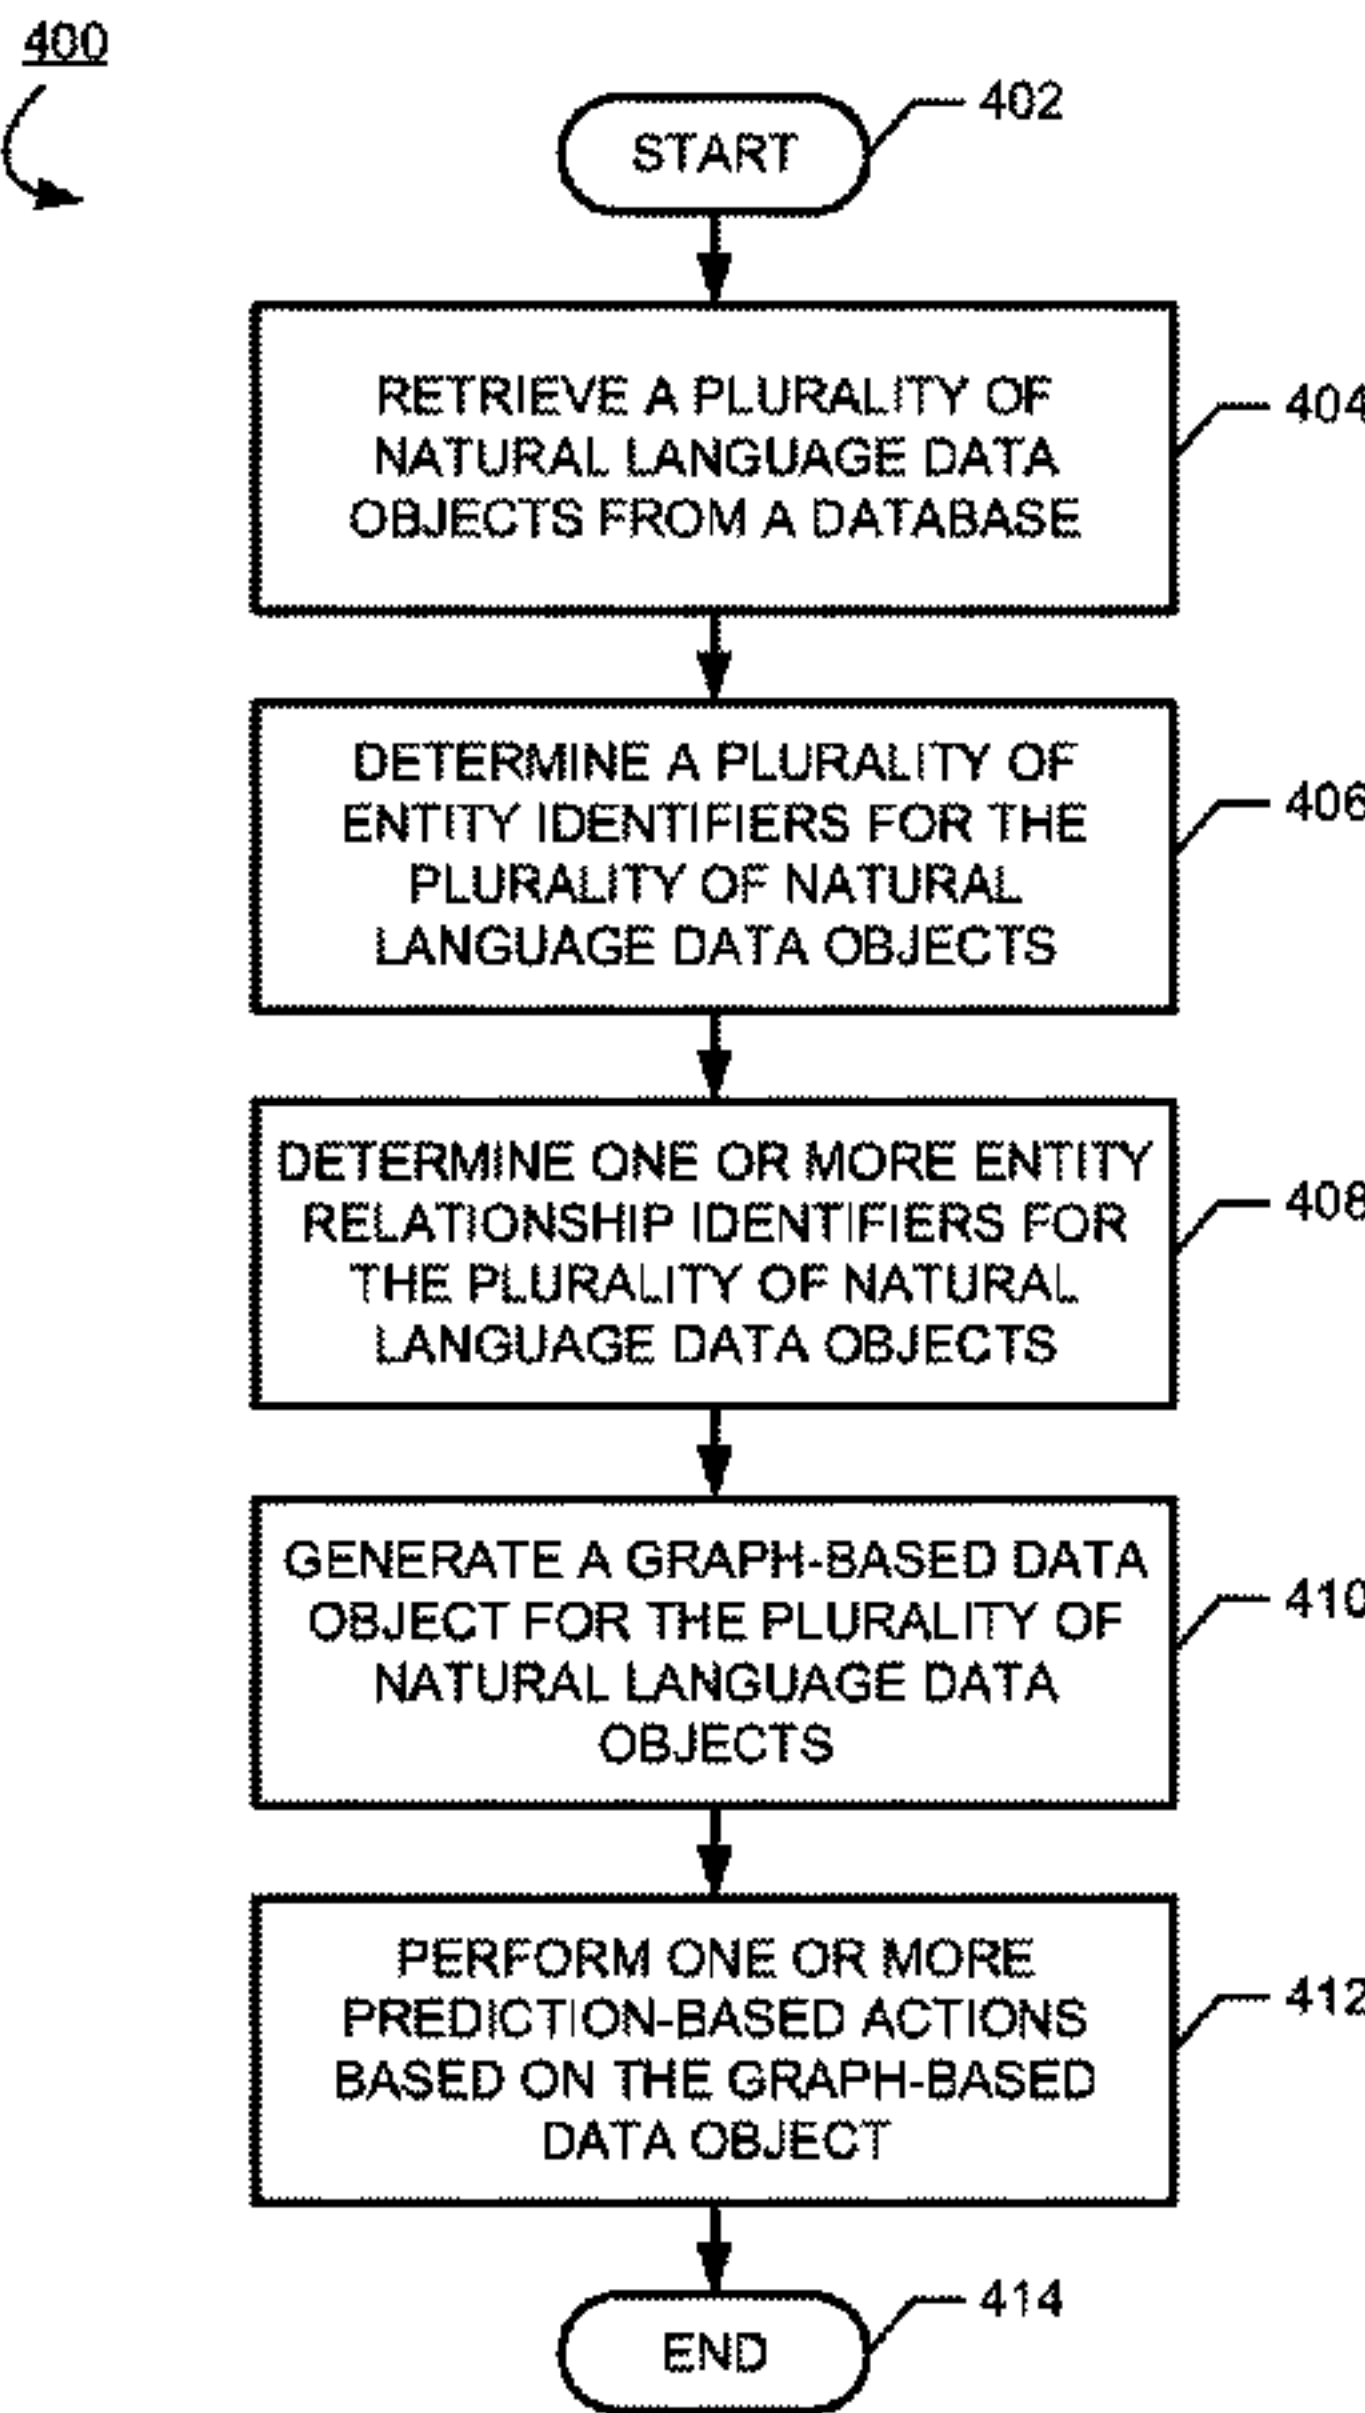 400
402
START
RETRIEVE A PLURALITY OF
NATURAL LANGUAGE DATA
OBJECTS FROM A DATABASE
404
DETERMINE A PLURALITY OF
ENTITY IDENTIFIERS FOR THE
PLURALITY OF NATURAL
LANGUAGE DATA OBJECTS
406
DETERMINE ONE OR MORE ENTITY
RELATIONSHIP IDENTIFIERS FOR
THE PLURALITY OF NATURAL
LANGUAGE DATA OBJECTS
408
GENERATE A GRAPH-BASED DATA
OBJECT FOR THE PLURALITY OF
NATURAL LANGUAGE DATA
OBJECTS
410
PERFORM ONE OR MORE
PREDICTION-BASED ACTIONS
BASED ON THE GRAPH-BASED
DATA OBJECT
412
414
END